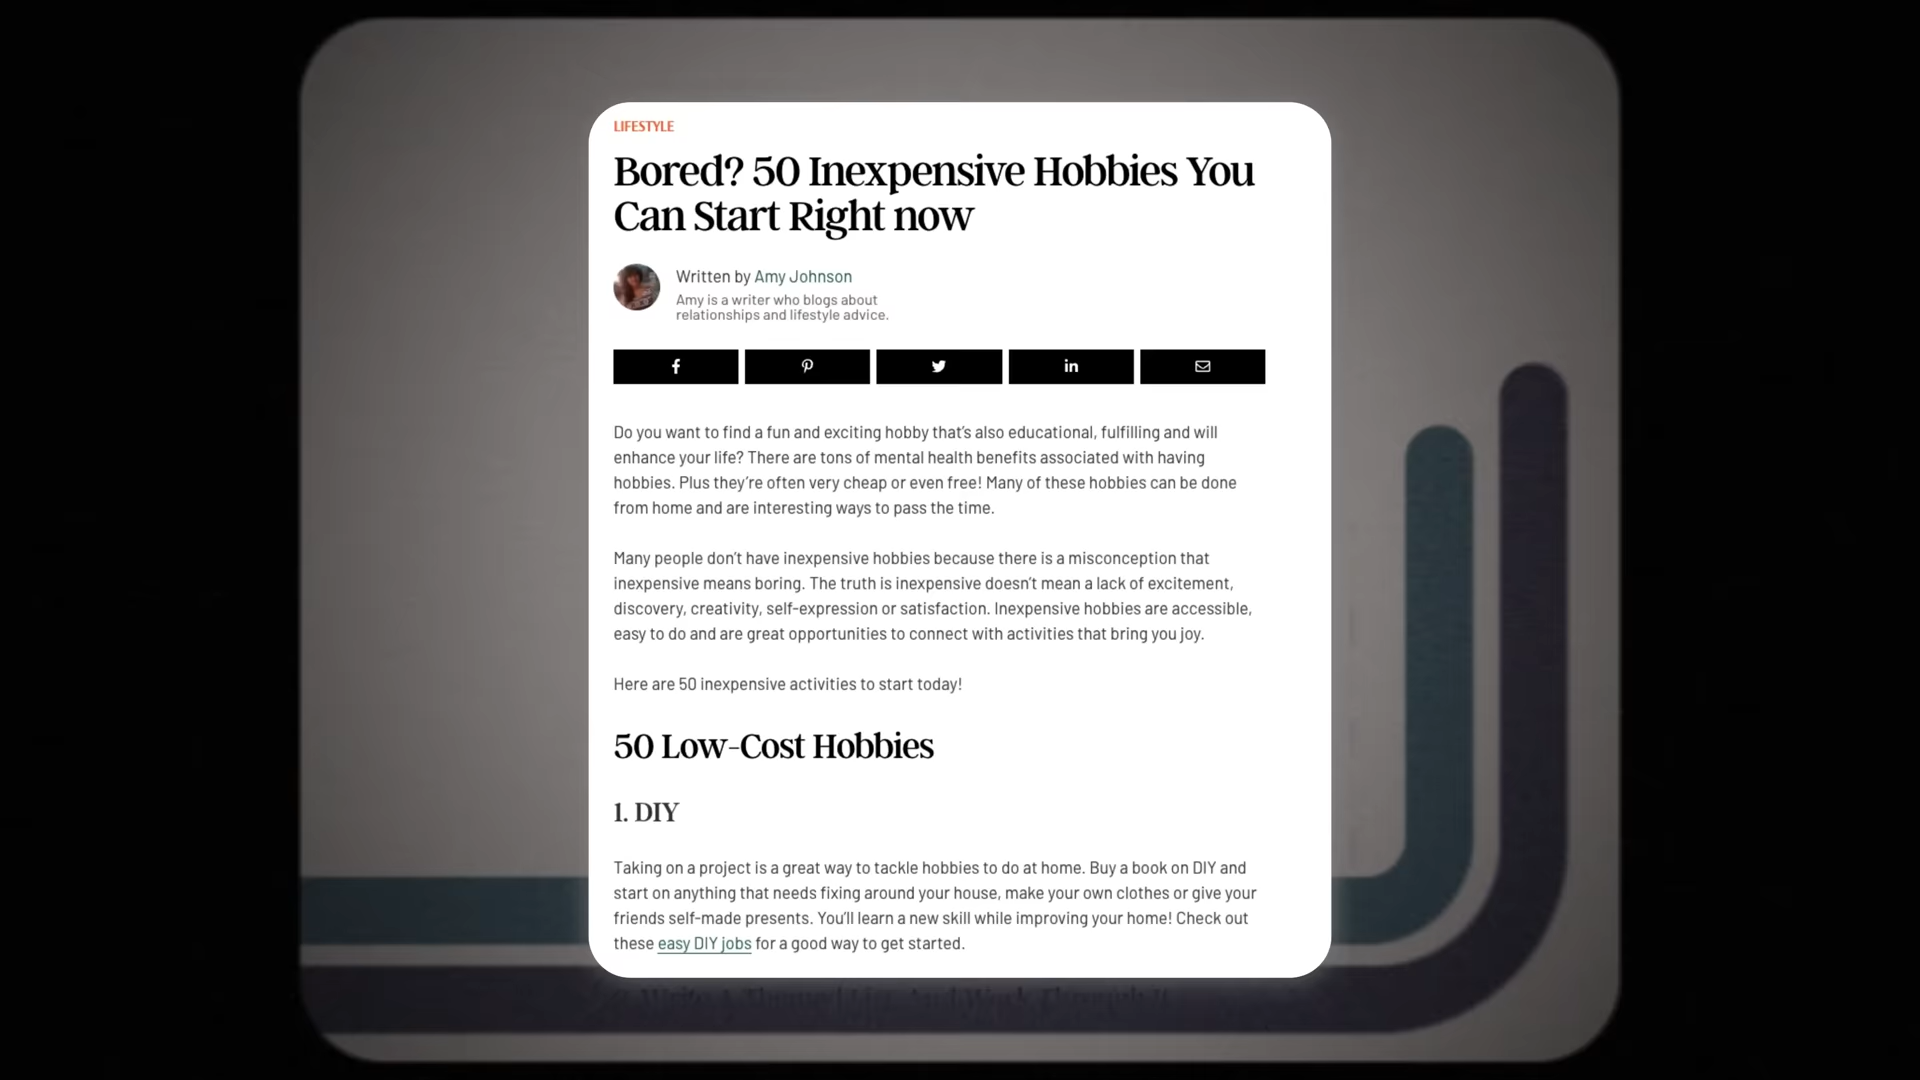 LIFESTYLE
Bored? 50 Inexpensive Hobbies You
Can Start Right now
Written by Amy Johnson
Amy is a writer who blogs about
relationships and lifestyle advice.
Do you want to find a fun and exciting hobby that's also educational, fulfilling and will
enhance your life? There are tons of mental health benefits associated with having
hobbies. Plus they're often very cheap or even free! Many of these hobbies can be done
from home and are interesting ways to pass the time.
Many people don't have inexpensive hobbies because there is a misconception that
inexpensive means boring. The truth is inexpensive doesn't mean a lack of excitement,
discovery, creativity, self-expression or satisfaction. Inexpensive hobbies are accessible,
easy to do and are great opportunities to connect with activities that bring you joy.
Here are 50 inexpensive activities to start today!
50 Low-Cost Hobbies
1. DIY
Taking on a project is a great way to tackle hobbies to do at home. Buy a book on DIY and
start on anything that needs fixing around your house, make your own clothes or give your
friends self-made presents. You'll learn a new skill while improving your home! Check out
these easy DIY jobs for a good way to get started.